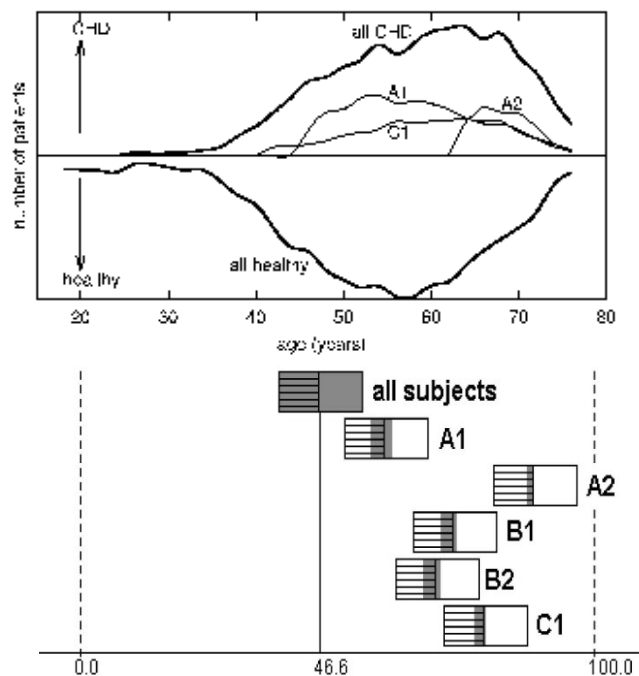 CHD
all CHD
A1
A2
C1
number of patients
all healthy
healthy
20 30 40 50 60 70 80
age (years)
all subjects
A1
A2
B1
B2
C1
0.0 46.6 100.0